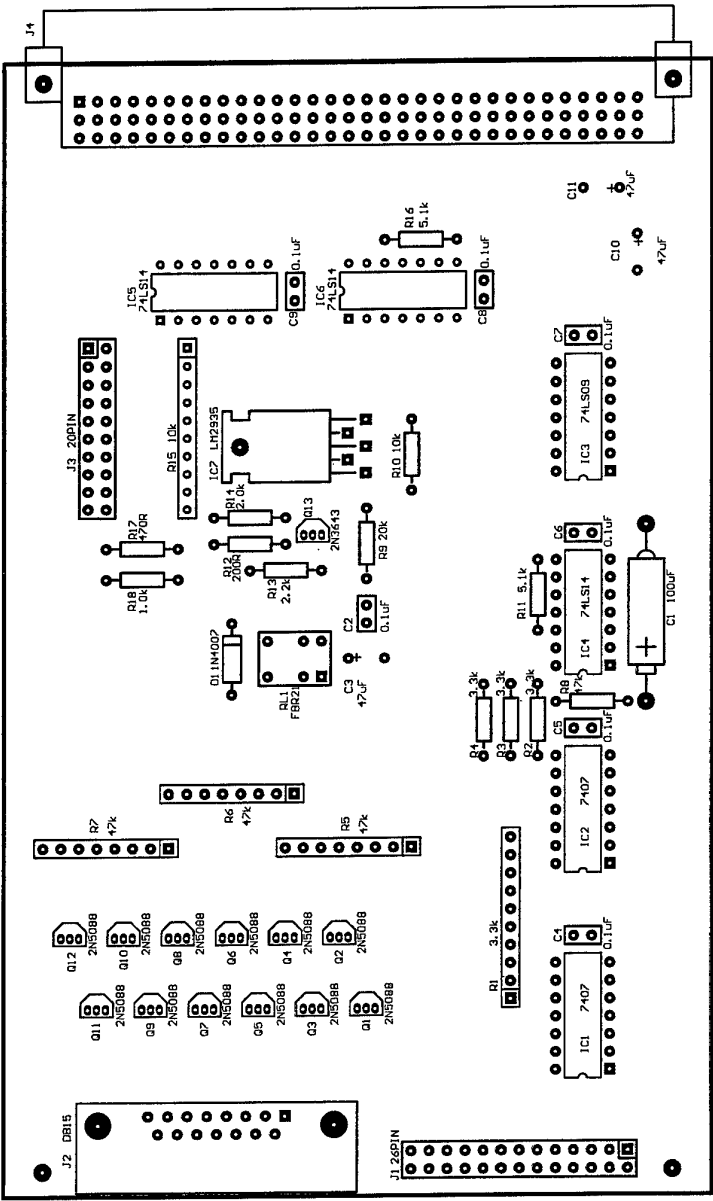 J4
C11
47uF
C10
47uF
R16
5.1k
IC5
74LS14
0.1uF
C9
IC6
74LS14
0.1uF
C8
C7
0.1uF
J3 20PIN
R15 10k
IC7 LM2935
R10 10k
IC3
74LS09
R17
470R
R18
1.0k
R14
2.0k
R12
200R
R13
2.2k
Q13
2N3643
R9 20k
C6
0.1uF
R11 5.1k
IC4
74LS14
C1 100uF
D1 1N4007
RL1
FBR21
C2
0.1uF
C3
47uF
R4
3.3k
R3
3.3k
R2
3.3k
R8
47k
C5
0.1uF
R7
47k
R6
47k
R5
47k
IC2
7407
R1
3.3k
C4
0.1uF
IC1
7407
Q12
2N5088
Q10
2N5088
Q8
2N5088
Q6
2N5088
Q4
2N5088
Q2
2N5088
Q11
2N5088
Q9
2N5088
Q7
2N5088
Q5
2N5088
Q3
2N5088
Q1
2N5088
J2 DB15
J1 26PIN